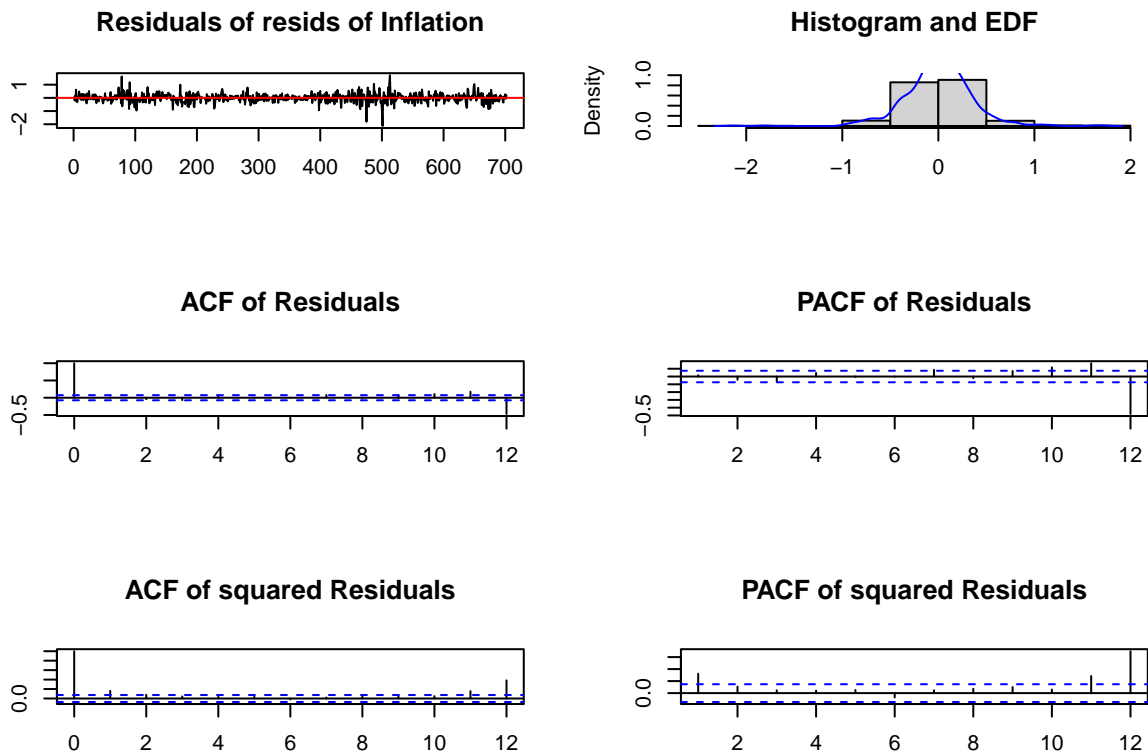 Residuals of resids of Inflation
1
−2
0 100 200 300 400 500 600 700
Histogram and EDF
Density
1.0
0.0
−2 −1 0 1 2
ACF of Residuals
−0.5
0 2 4 6 8 10 12
PACF of Residuals
−0.5
2 4 6 8 10 12
ACF of squared Residuals
0.0
0 2 4 6 8 10 12
PACF of squared Residuals
0.0
2 4 6 8 10 12